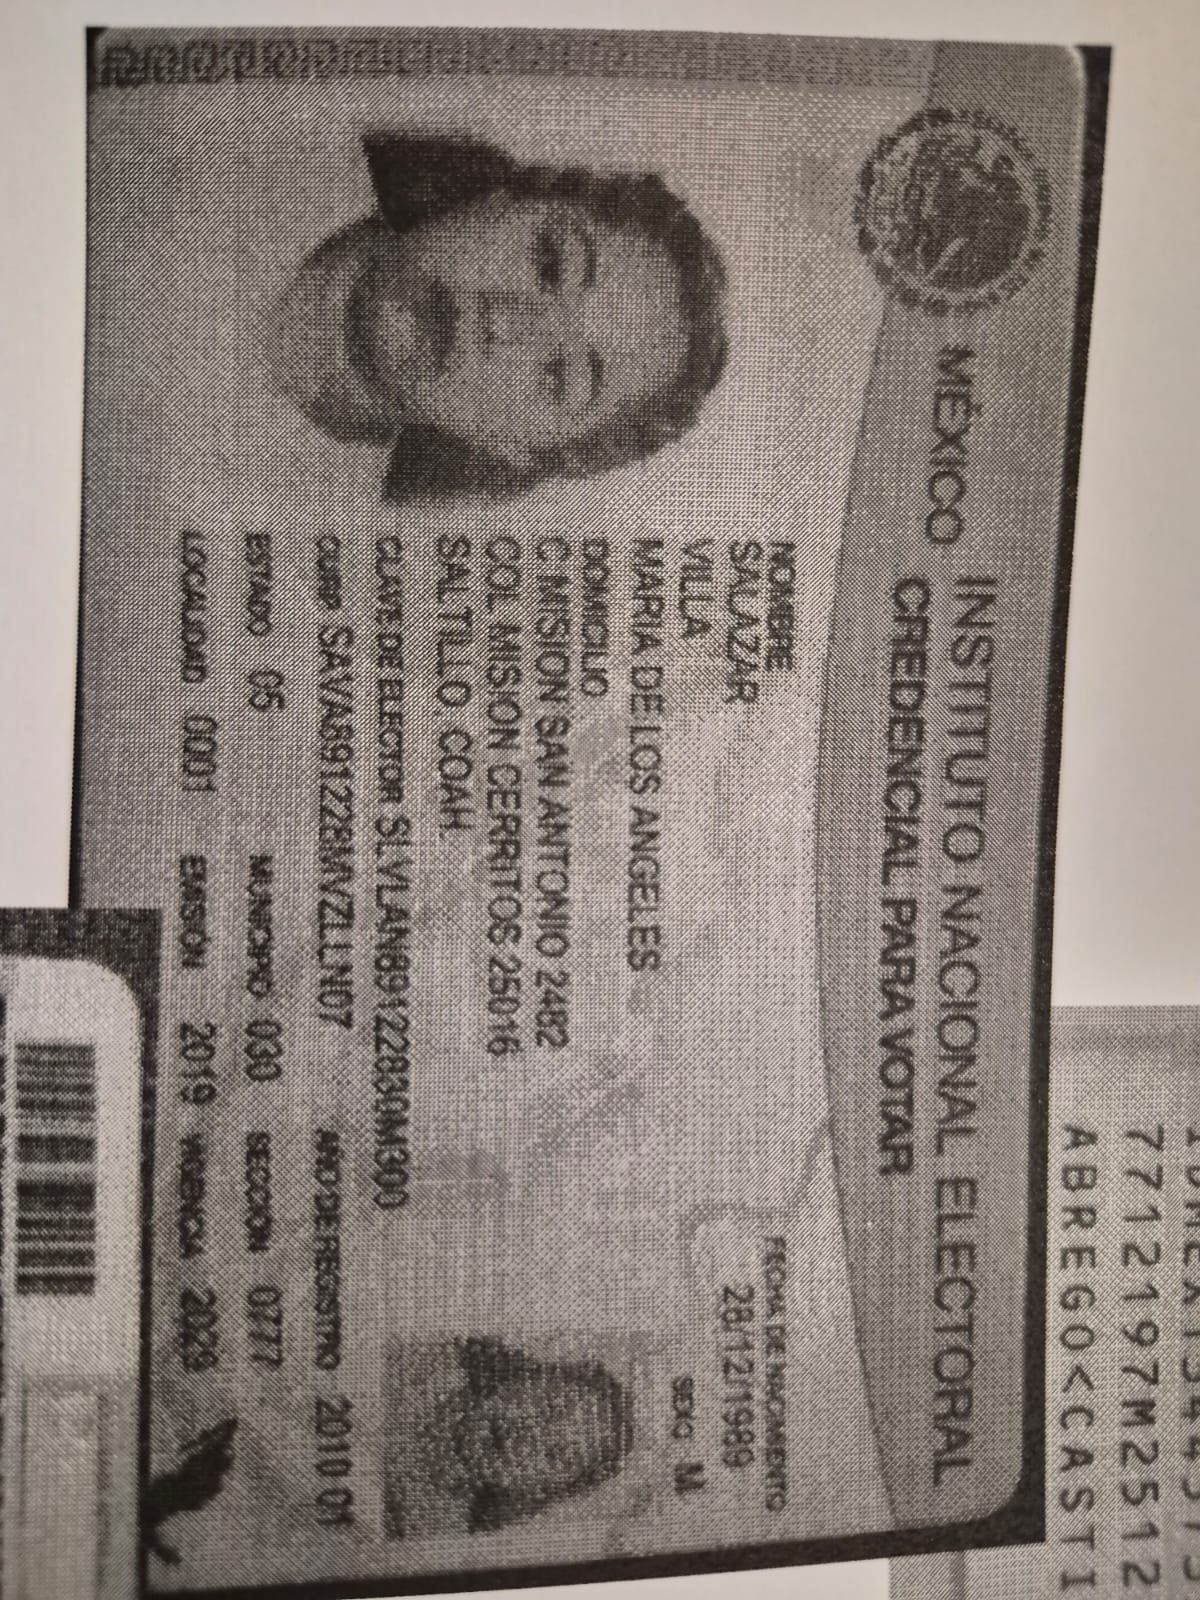 MÉXICO INSTITUTO NACIONAL ELECTORAL
CREDENCIAL PARA VOTAR
NOMBRE
SALAZAR
VILLA
MARIA DE LOS ANGELES
DOMICILIO
C MISION SAN ANTONIO 2482
COL MISION CERRITOS 25016
SALTILLO, COAH.
FECHA DE NACIMIENTO
28/12/1989
SEXO M
CLAVE DE ELECTOR SLVLAN89122830M300
CURP SAVA891228MVZLLN07 AÑO DE REGISTRO 2010 01
ESTADO 05 MUNICIPIO 030 SECCIÓN 0777
LOCALIDAD 0001 EMISIÓN 2019 VIGENCIA 2029
7712197M2512
ABREGO<CASTI